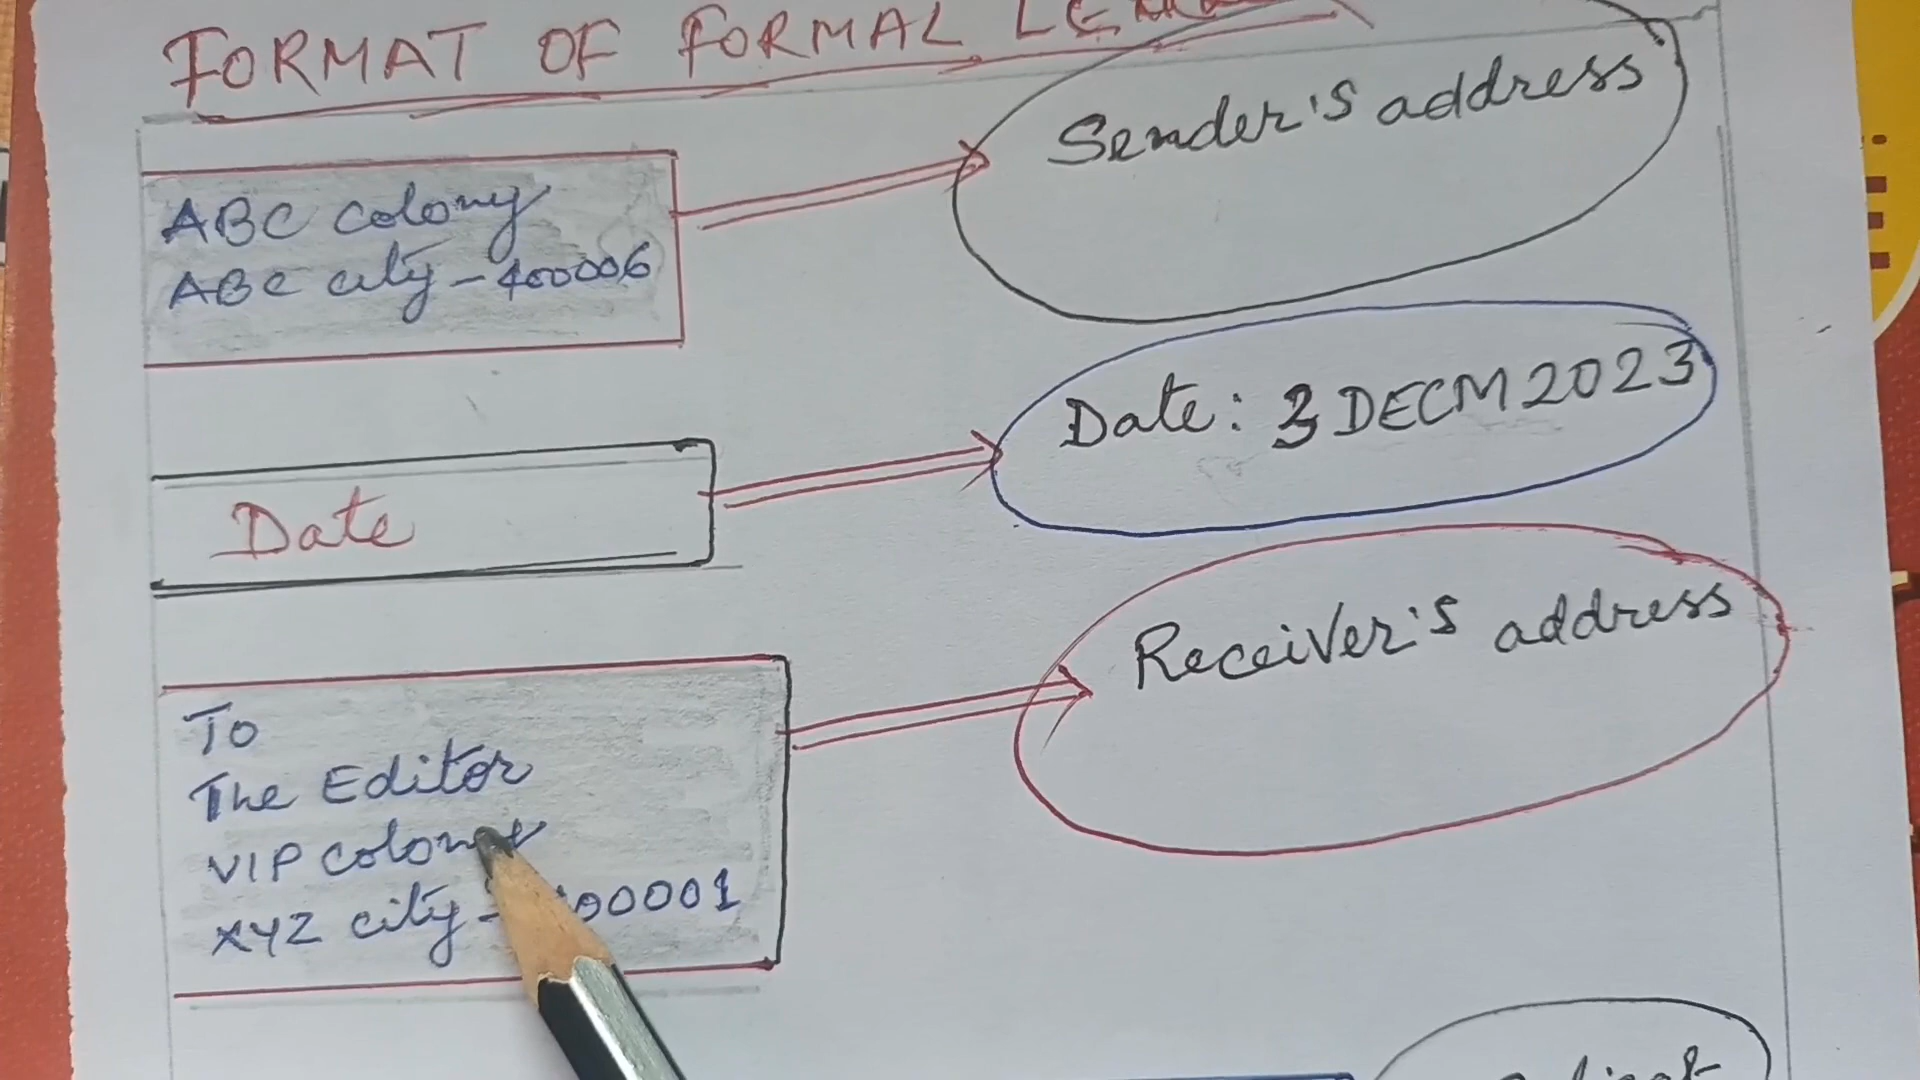 FORMAT OF FORMAL
ABC colony
ABC city - 400006
Sender's address
Date
Date: 3 DECM 2023
To
The Editor
VIP colony
XYZ city -
Receiver's address